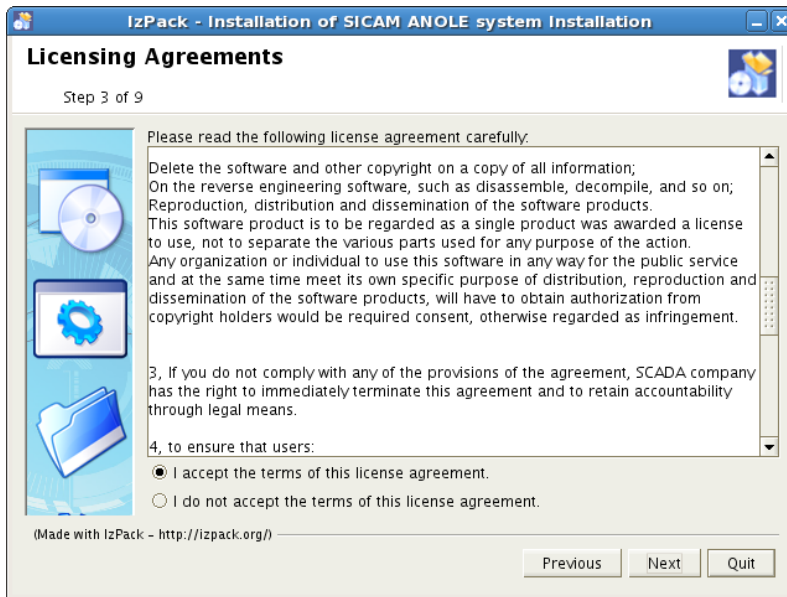 IzPack - Installation of SICAM ANOLE system Installation
Licensing Agreements
Step 3 of 9
Please read the following license agreement carefully:
Delete the software and other copyright on a copy of all information;
On the reverse engineering software, such as disassemble, decompile, and so on;
Reproduction, distribution and dissemination of the software products.
This software product is to be regarded as a single product was awarded a license
to use, not to separate the various parts used for any purpose of the action.
Any organization or individual to use this software in any way for the public service
and at the same time meet its own specific purpose of distribution, reproduction and
dissemination of the software products, will have to obtain authorization from
copyright holders would be required consent, otherwise regarded as infringement.
3, If you do not comply with any of the provisions of the agreement, SCADA company
has the right to immediately terminate this agreement and to retain accountability
through legal means.
4, to ensure that users:
I accept the terms of this license agreement.
I do not accept the terms of this license agreement.
(Made with IzPack - http://izpack.org/)
Previous
Next
Quit